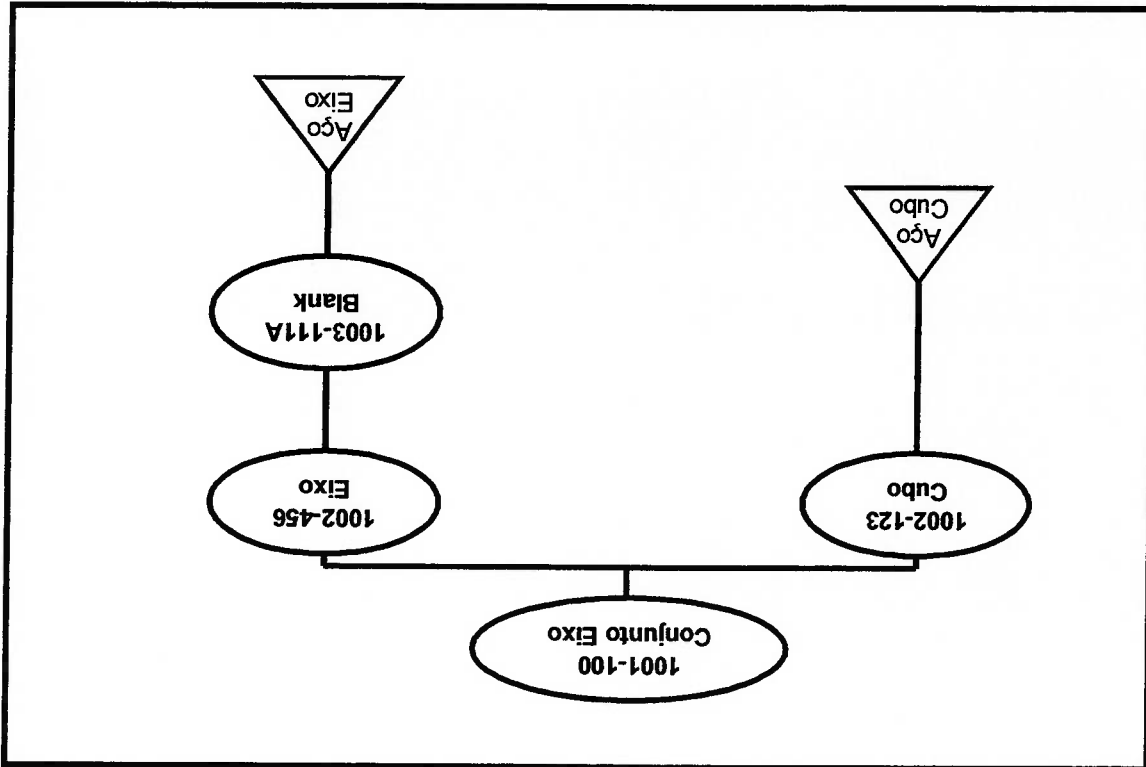 1001-100
Conjunto Eixo
1002-123
Cubo
1002-456
Eixo
1003-111A
Blank
Aço
Cubo
Aço
Eixo